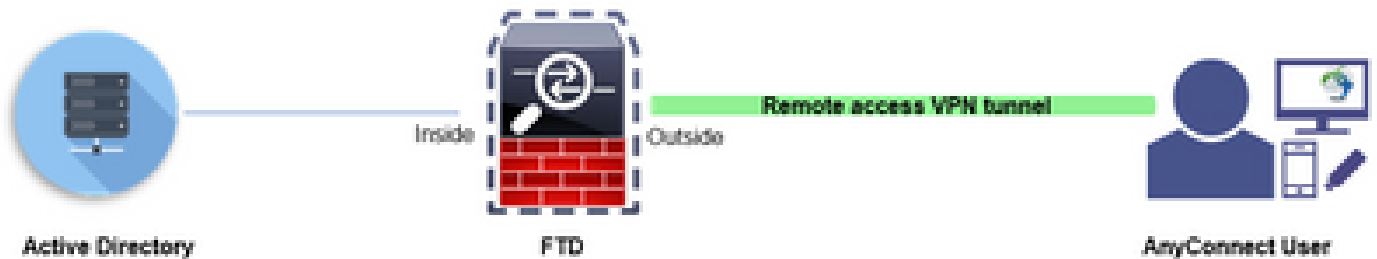 Remote access VPN tunnel
Inside
Outside
Active Directory
FTD
AnyConnect User